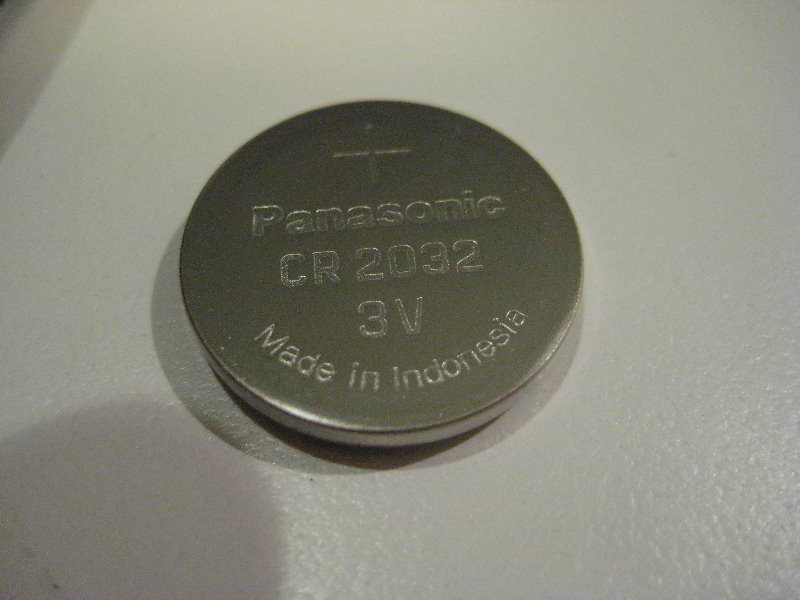 +
Panasonic
CR 2032
3V
Made in Indonesia